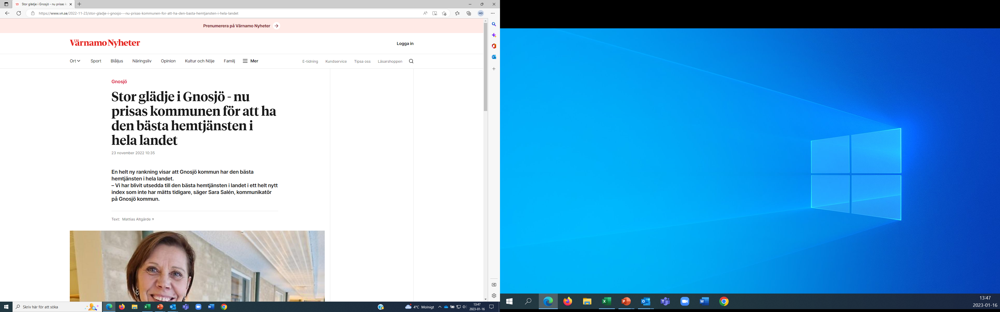 Stor glädje i Gnosjö - nu prisas k
https://www.vn.se/2022-11-23/stor-gladje-i-gnosjo---nu-prisas-kommunen-for-att-ha-den-basta-hemtjansten-i-hela-landet
HO
Prenumerera på Värnamo Nyheter
Värnamo Nyheter
Logga in
Ort Sport Blåljus Näringsliv Opinion Kultur och Nöje Familj Mer E-tidning Kundservice Tipsa oss Läsarshoppen
Gnosjö
Stor glädje i Gnosjö - nu
prisas kommunen för att ha
den bästa hemtjänsten i
hela landet
23 november 2022 10:35
En helt ny rankning visar att Gnosjö kommun har den bästa
hemtjänsten i hela landet.
– Vi har blivit utsedda till den bästa hemtjänsten i landet i ett helt nytt
index som inte har mätts tidigare, säger Sara Salén, kommunikatör
på Gnosjö kommun.
Text: Mattias Altgärde
Skriv här för att söka
4°C Molnigt
13:47
2023-01-16
13:47
2023-01-16